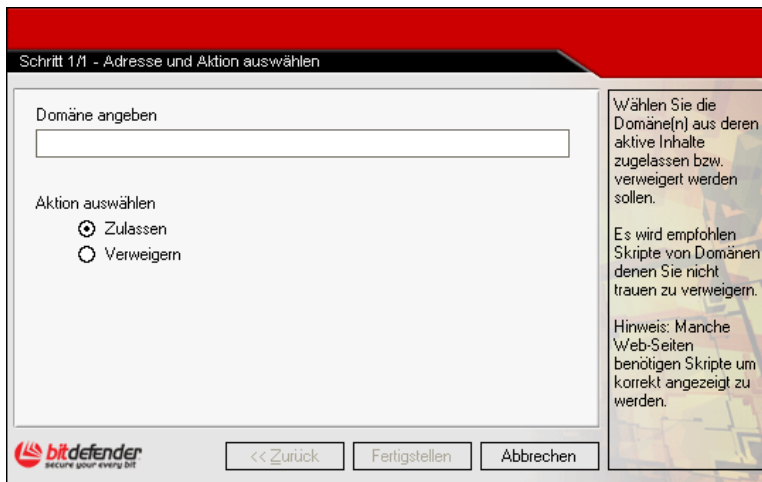 Schritt 1/1 - Adresse und Aktion auswählen
Domäne angeben
Aktion auswählen
Zulassen
Verweigern
Wählen Sie die
Domäne(n) aus deren
aktive Inhalte
zugelassen bzw.
verweigert werden
sollen.
Es wird empfohlen
Skripte von Domänen
denen Sie nicht
trauen zu verweigern.
Hinweis: Manche
Web-Seiten
benötigen Skripte um
korrekt angezeigt zu
werden.
bitdefender
secure your every bit
<< Zurück
Fertigstellen
Abbrechen